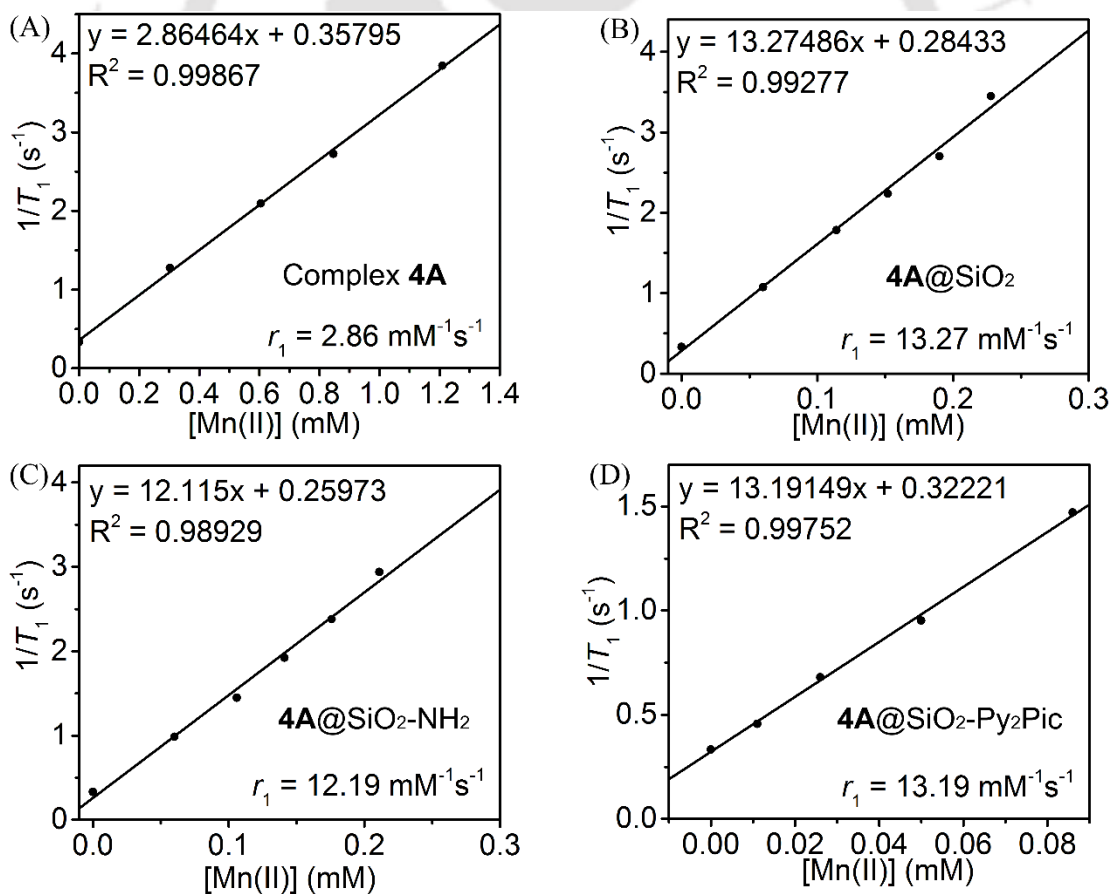 (A)
y = 2.86464x + 0.35795
R² = 0.99867
1/T₁ (s⁻¹)
4
3
2
1
0
Complex 4A
r₁ = 2.86 mM⁻¹s⁻¹
0.0 0.2 0.4 0.6 0.8 1.0 1.2 1.4
[Mn(II)] (mM)
(B)
y = 13.27486x + 0.28433
R² = 0.99277
1/T₁ (s⁻¹)
4
3
2
1
0
4A@SiO₂
r₁ = 13.27 mM⁻¹s⁻¹
0.0 0.1 0.2 0.3
[Mn(II)] (mM)
(C)
y = 12.115x + 0.25973
R² = 0.98929
1/T₁ (s⁻¹)
4
3
2
1
0
4A@SiO₂-NH₂
r₁ = 12.19 mM⁻¹s⁻¹
0.0 0.1 0.2 0.3
[Mn(II)] (mM)
(D)
y = 13.19149x + 0.32221
R² = 0.99752
1/T₁ (s⁻¹)
1.5
1.0
0.5
0.0
4A@SiO₂-Py₂Pic
r₁ = 13.19 mM⁻¹s⁻¹
0.00 0.02 0.04 0.06 0.08
[Mn(II)] (mM)